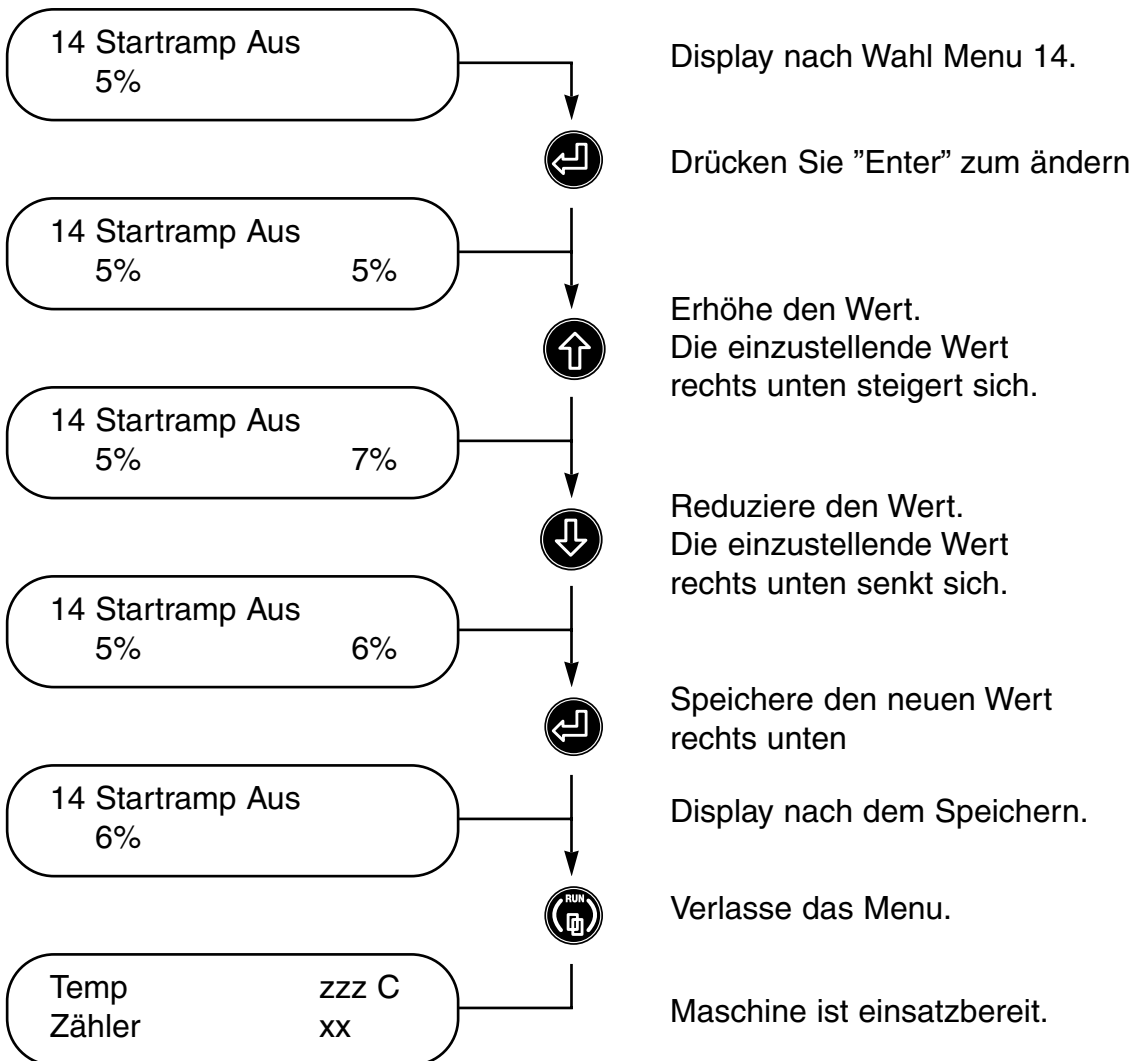 14 Startramp Aus
5%
Display nach Wahl Menu 14.
Drücken Sie ”Enter” zum ändern
14 Startramp Aus
5% 5%
Erhöhe den Wert.
Die einzustellende Wert
rechts unten steigert sich.
14 Startramp Aus
5% 7%
Reduziere den Wert.
Die einzustellende Wert
rechts unten senkt sich.
14 Startramp Aus
5% 6%
Speichere den neuen Wert
rechts unten
14 Startramp Aus
6%
Display nach dem Speichern.
RUN
Verlasse das Menu.
Temp zzz C
Zähler xx
Maschine ist einsatzbereit.